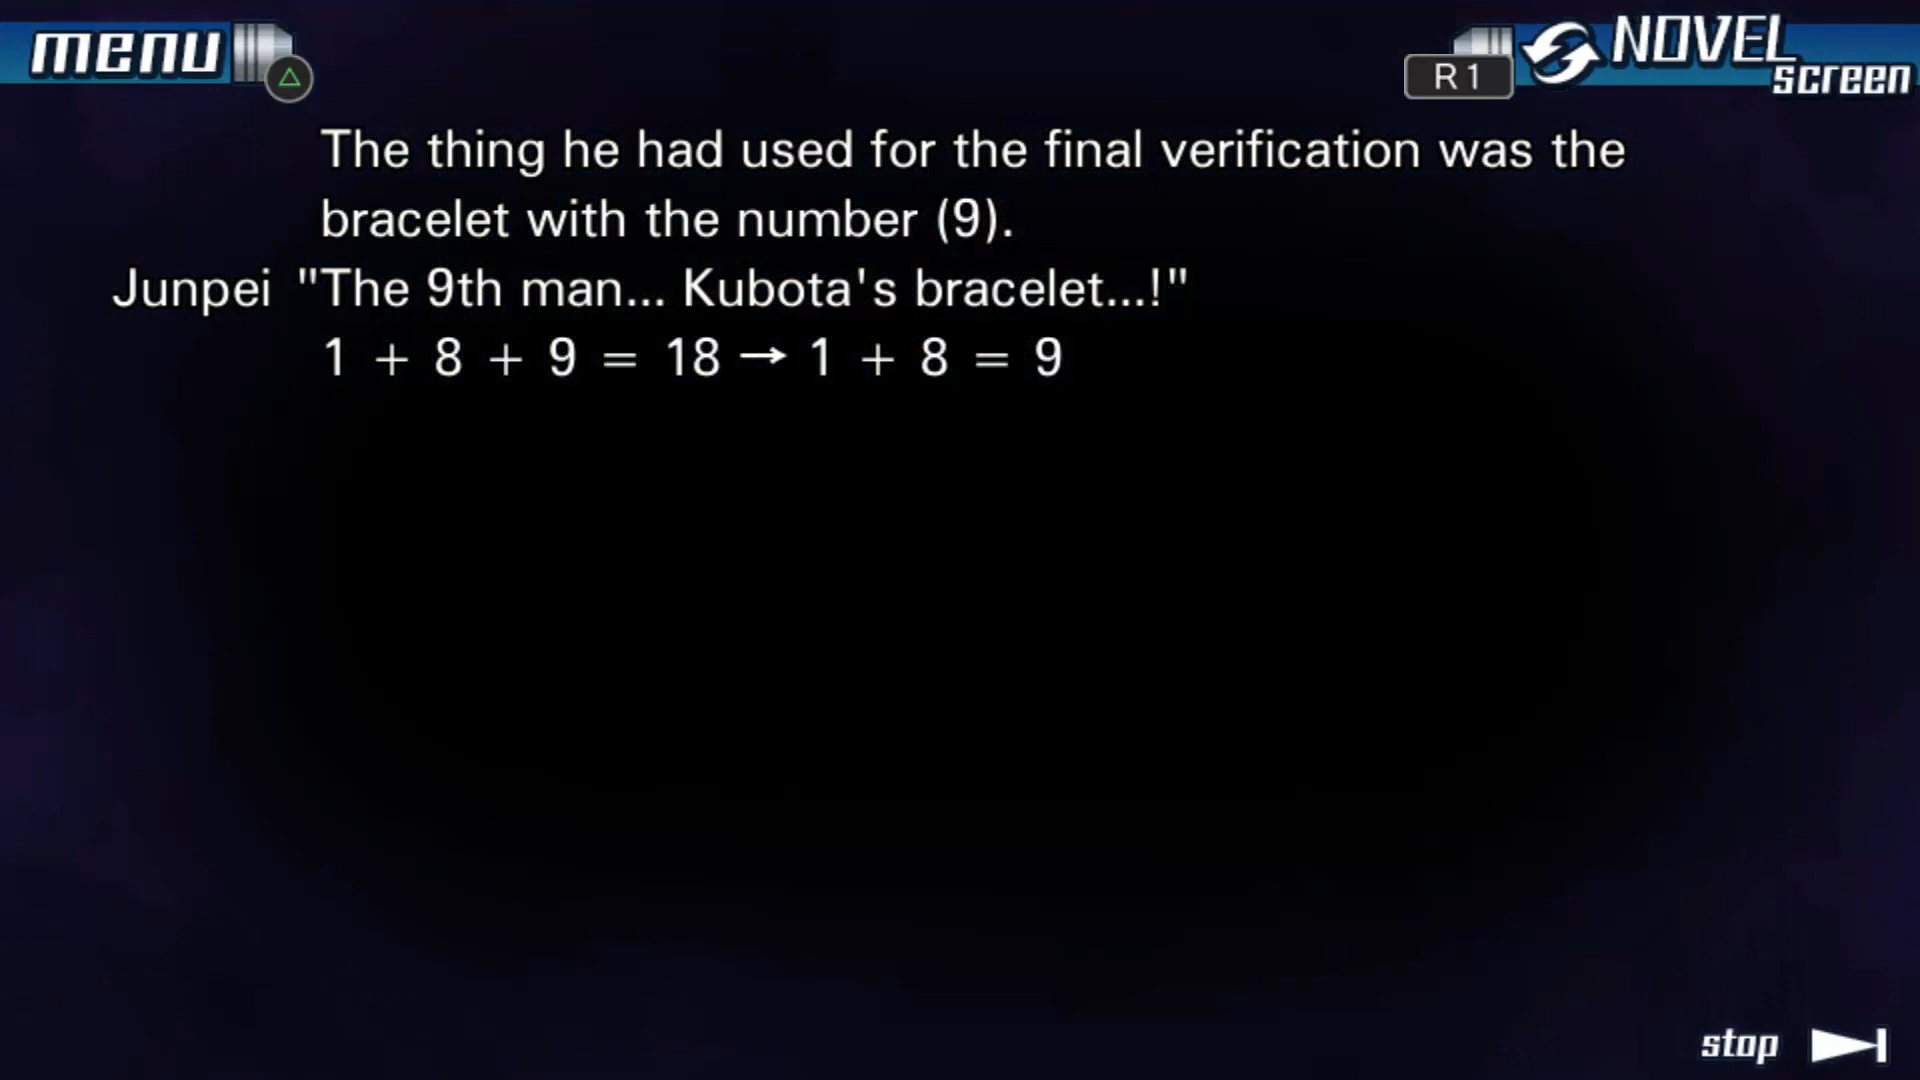 menu
R1
NOVEL
screen
The thing he had used for the final verification was the
bracelet with the number (9).
Junpei "The 9th man... Kubota's bracelet...!"
1 + 8 + 9 = 18 → 1 + 8 = 9
stop